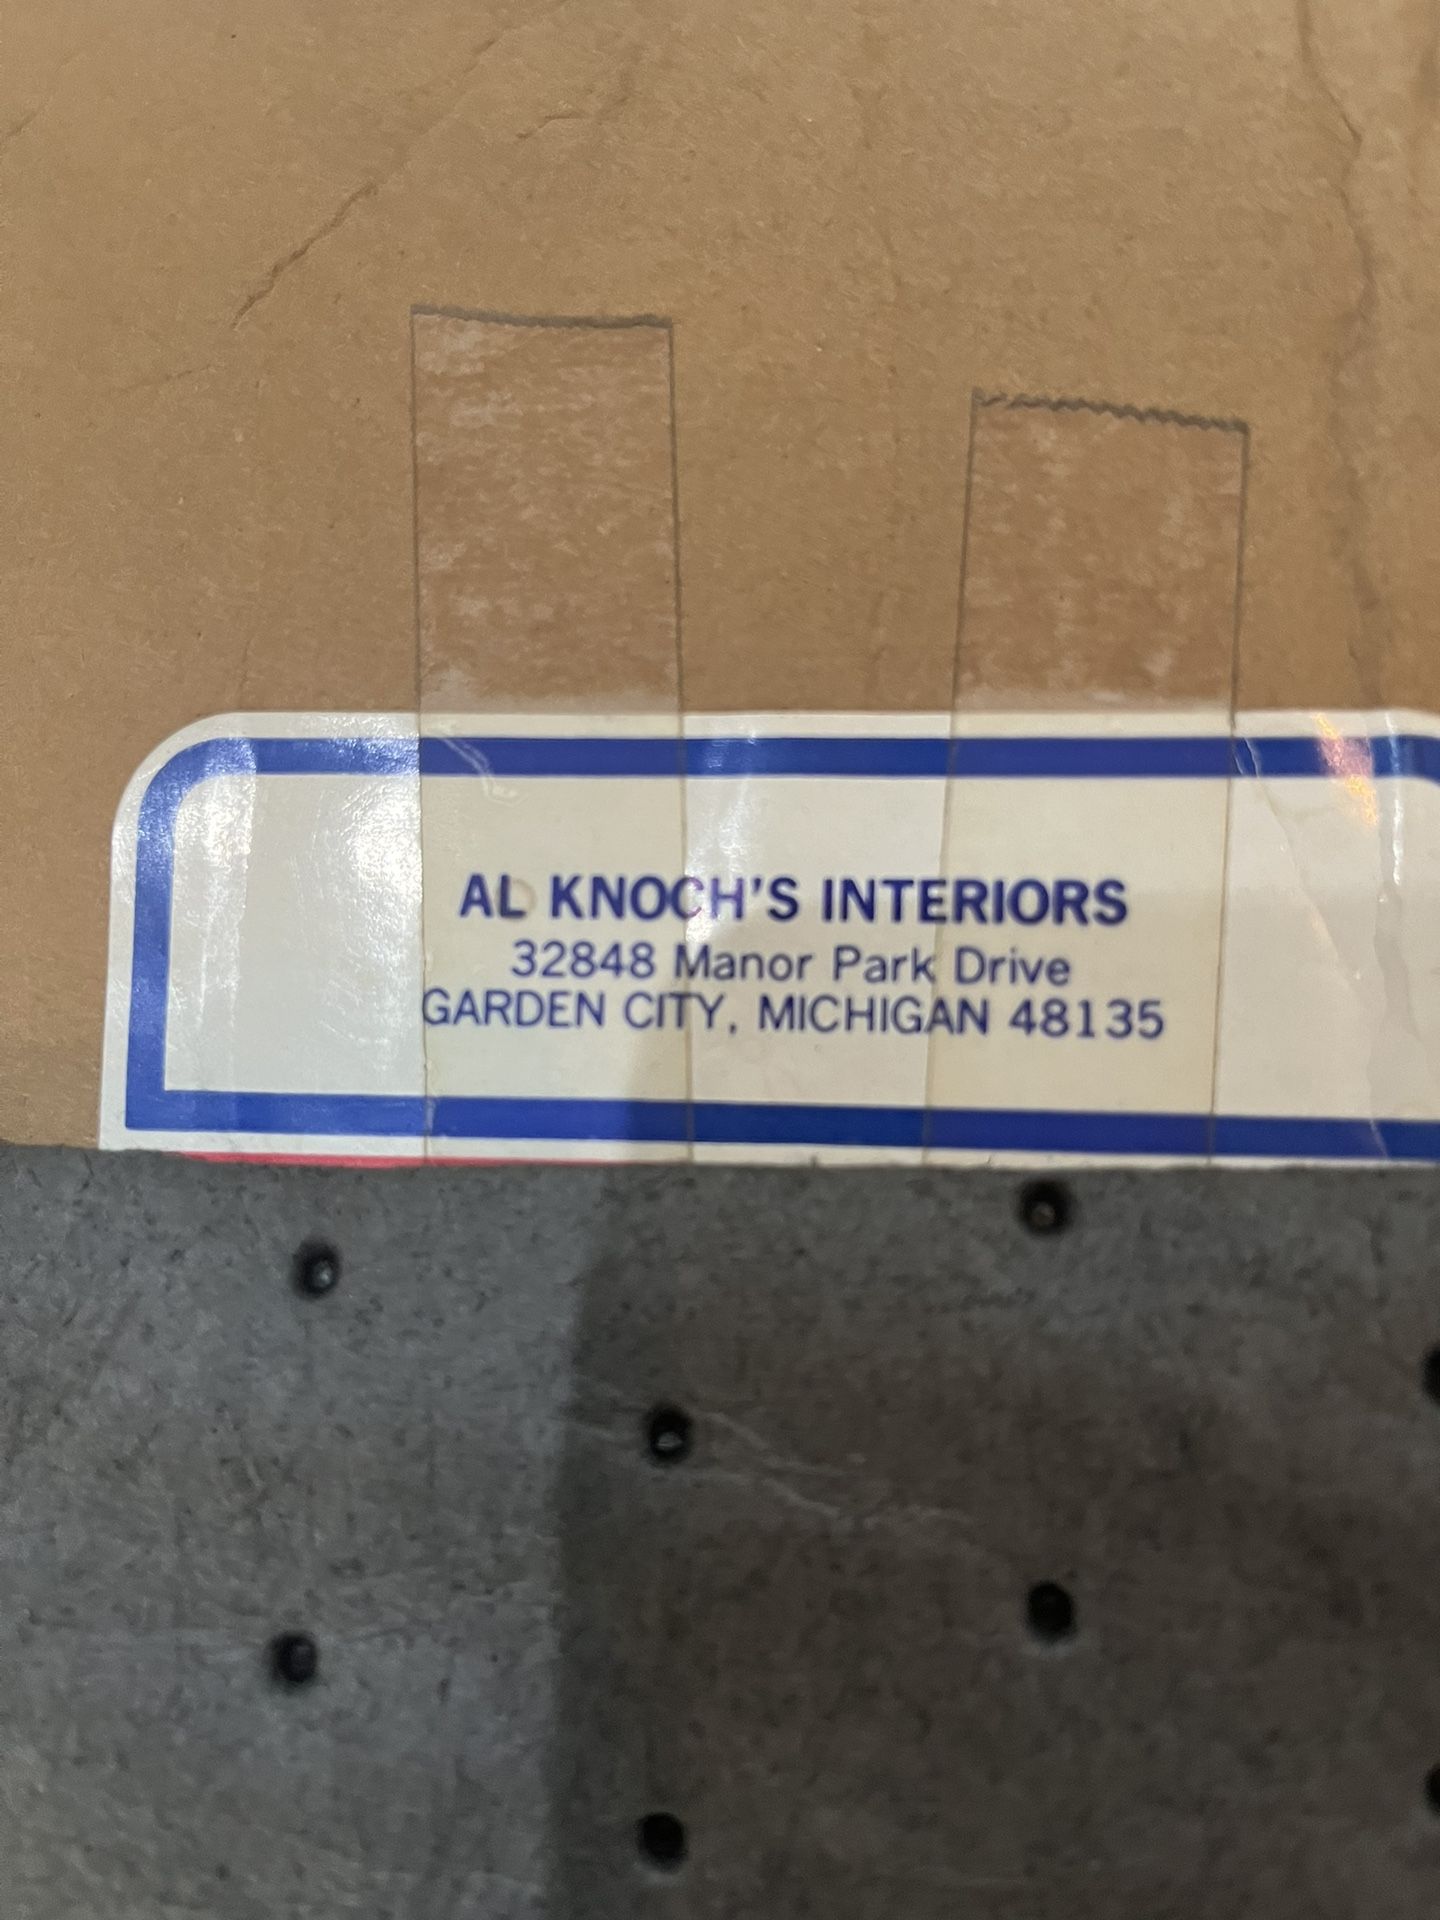 AL KNOCH'S INTERIORS
32848 Manor Park Drive
GARDEN CITY, MICHIGAN 48135